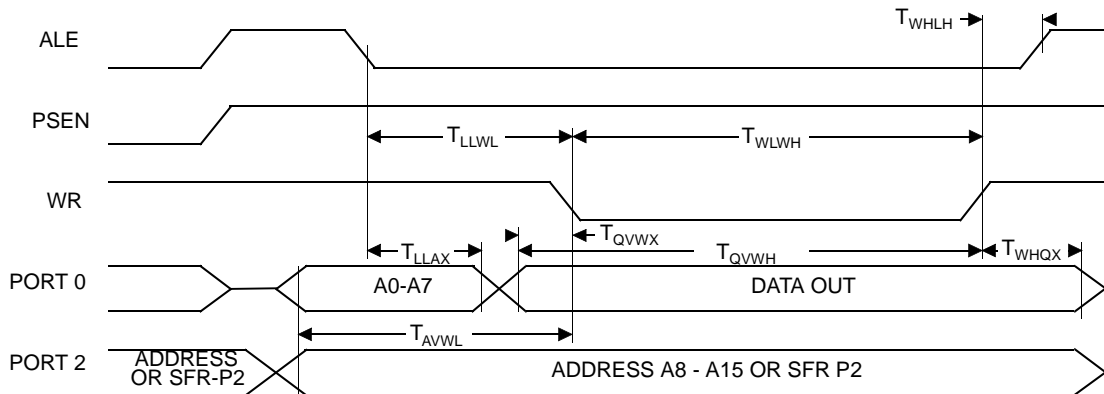 T_WHLH
ALE
PSEN
T_LLWL
T_WLWH
WR
T_QVWX
T_LLAX
T_QVWH
T_WHQX
PORT 0
A0-A7
DATA OUT
T_AVWL
PORT 2
ADDRESS
OR SFR-P2
ADDRESS A8 - A15 OR SFR P2